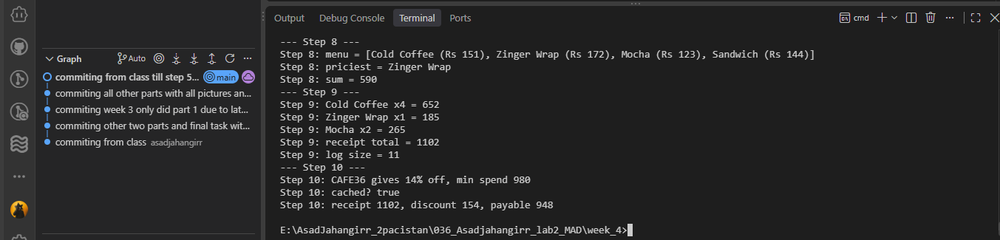 Output Debug Console Terminal Ports cmd
Graph Auto
commiting from class till step 5... main
commiting all other parts with all pictures an...
commiting week 3 only did part 1 due to lat...
commiting other two parts and final task wit...
commiting from class asadjahangirr
--- Step 8 ---
Step 8: menu = [Cold Coffee (Rs 151), Zinger Wrap (Rs 172), Mocha (Rs 123), Sandwich (Rs 144)]
Step 8: priciest = Zinger Wrap
Step 8: sum = 590
--- Step 9 ---
Step 9: Cold Coffee x4 = 652
Step 9: Zinger Wrap x1 = 185
Step 9: Mocha x2 = 265
Step 9: receipt total = 1102
Step 9: log size = 11
--- Step 10 ---
Step 10: CAFE36 gives 14% off, min spend 980
Step 10: cached? true
Step 10: receipt 1102, discount 154, payable 948
E:\AsadJahangirr_2pacistan\036_Asadjahangirr_lab2_MAD\week_4>